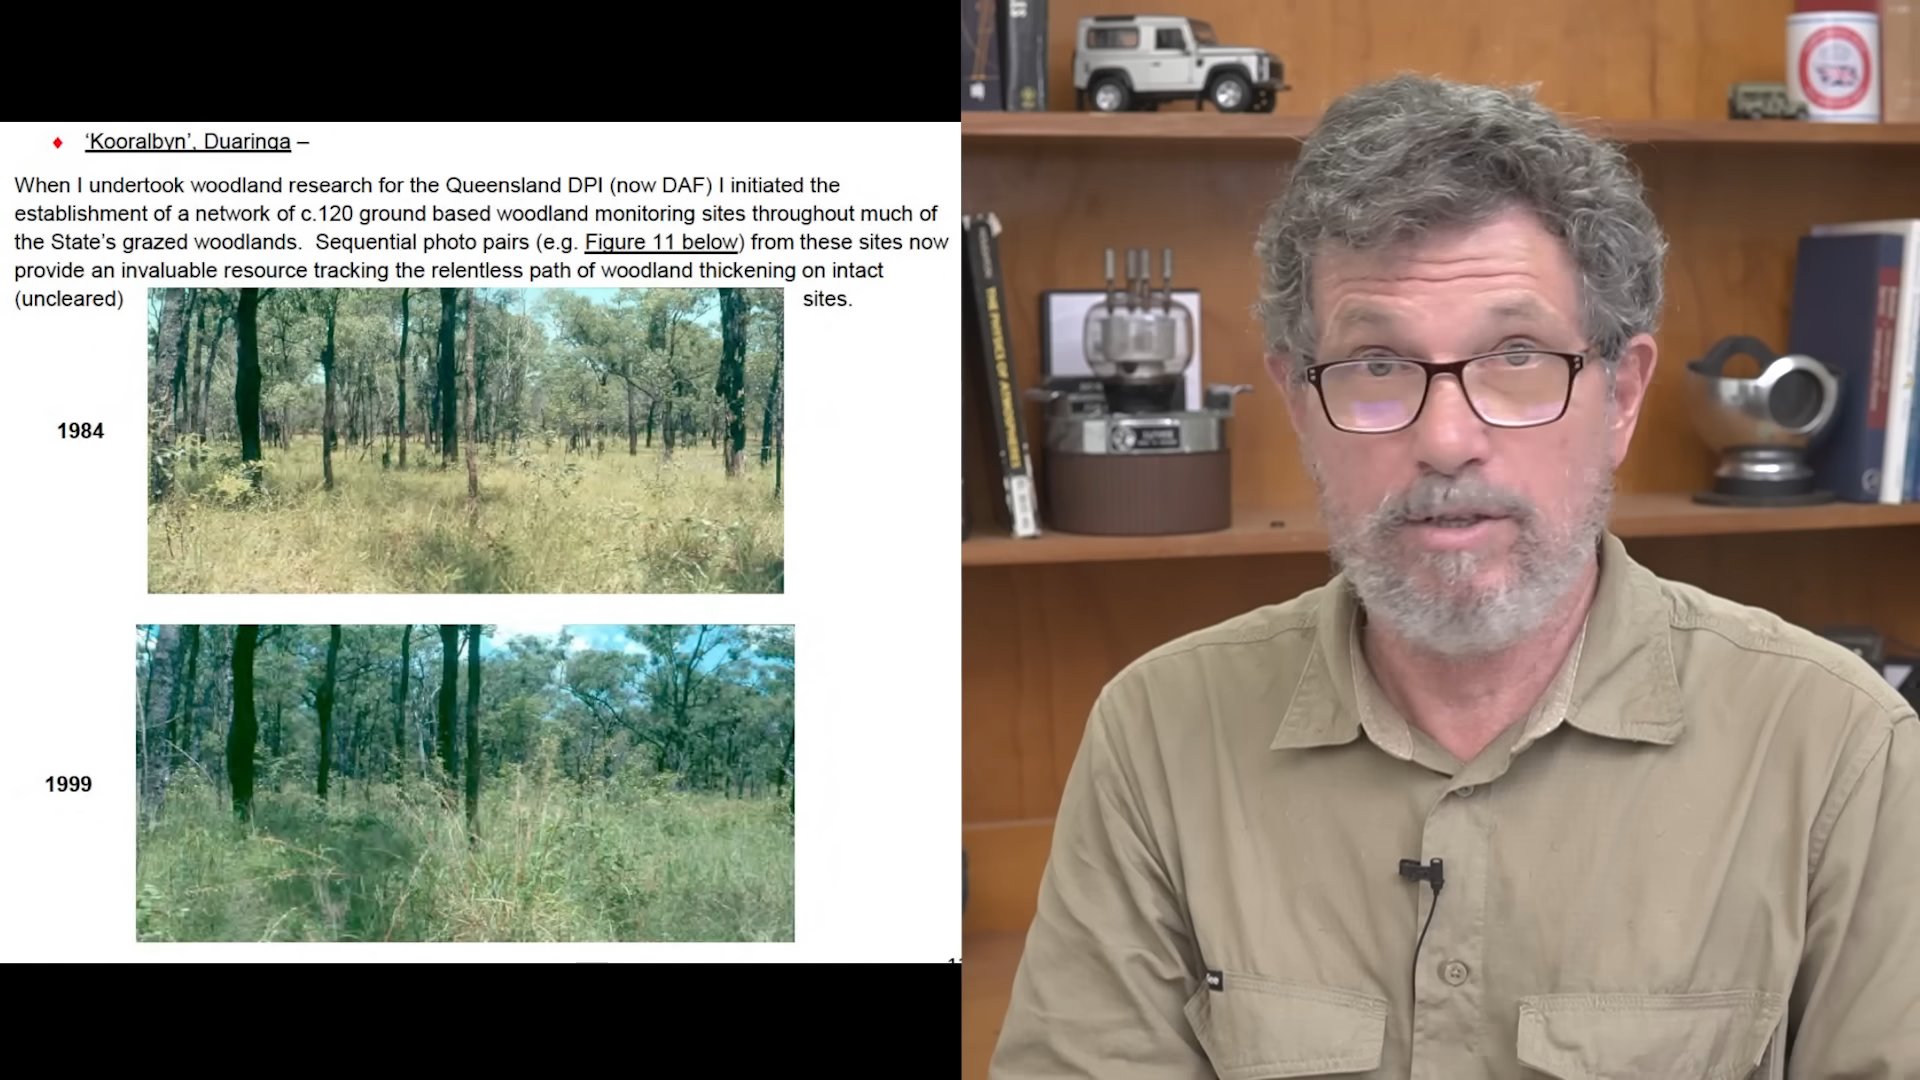 ♦ ‘Kooralbyn’, Duaringa –
When I undertook woodland research for the Queensland DPI (now DAF) I initiated the
establishment of a network of c.120 ground based woodland monitoring sites throughout much of
the State’s grazed woodlands. Sequential photo pairs (e.g. Figure 11 below) from these sites now
provide an invaluable resource tracking the relentless path of woodland thickening on intact
(uncleared) sites.
1984
1999